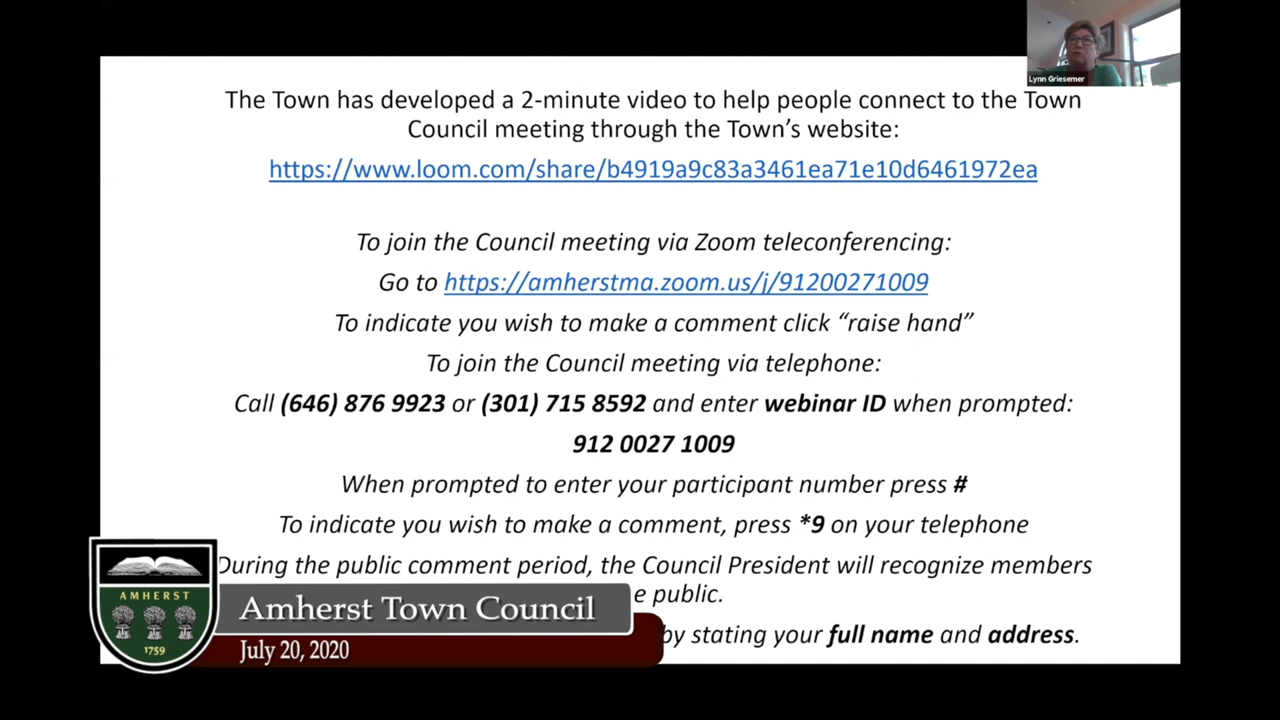 Lynn Griesemer
The Town has developed a 2-minute video to help people connect to the Town
Council meeting through the Town’s website:
https://www.loom.com/share/b4919a9c83a3461ea71e10d6461972ea
To join the Council meeting via Zoom teleconferencing:
Go to https://amherstma.zoom.us/j/91200271009
To indicate you wish to make a comment click “raise hand”
To join the Council meeting via telephone:
Call (646) 876 9923 or (301) 715 8592 and enter webinar ID when prompted:
912 0027 1009
When prompted to enter your participant number press #
To indicate you wish to make a comment, press *9 on your telephone
During the public comment period, the Council President will recognize members
e public.
by stating your full name and address.
AMHERST
1759
Amherst Town Council
July 20, 2020